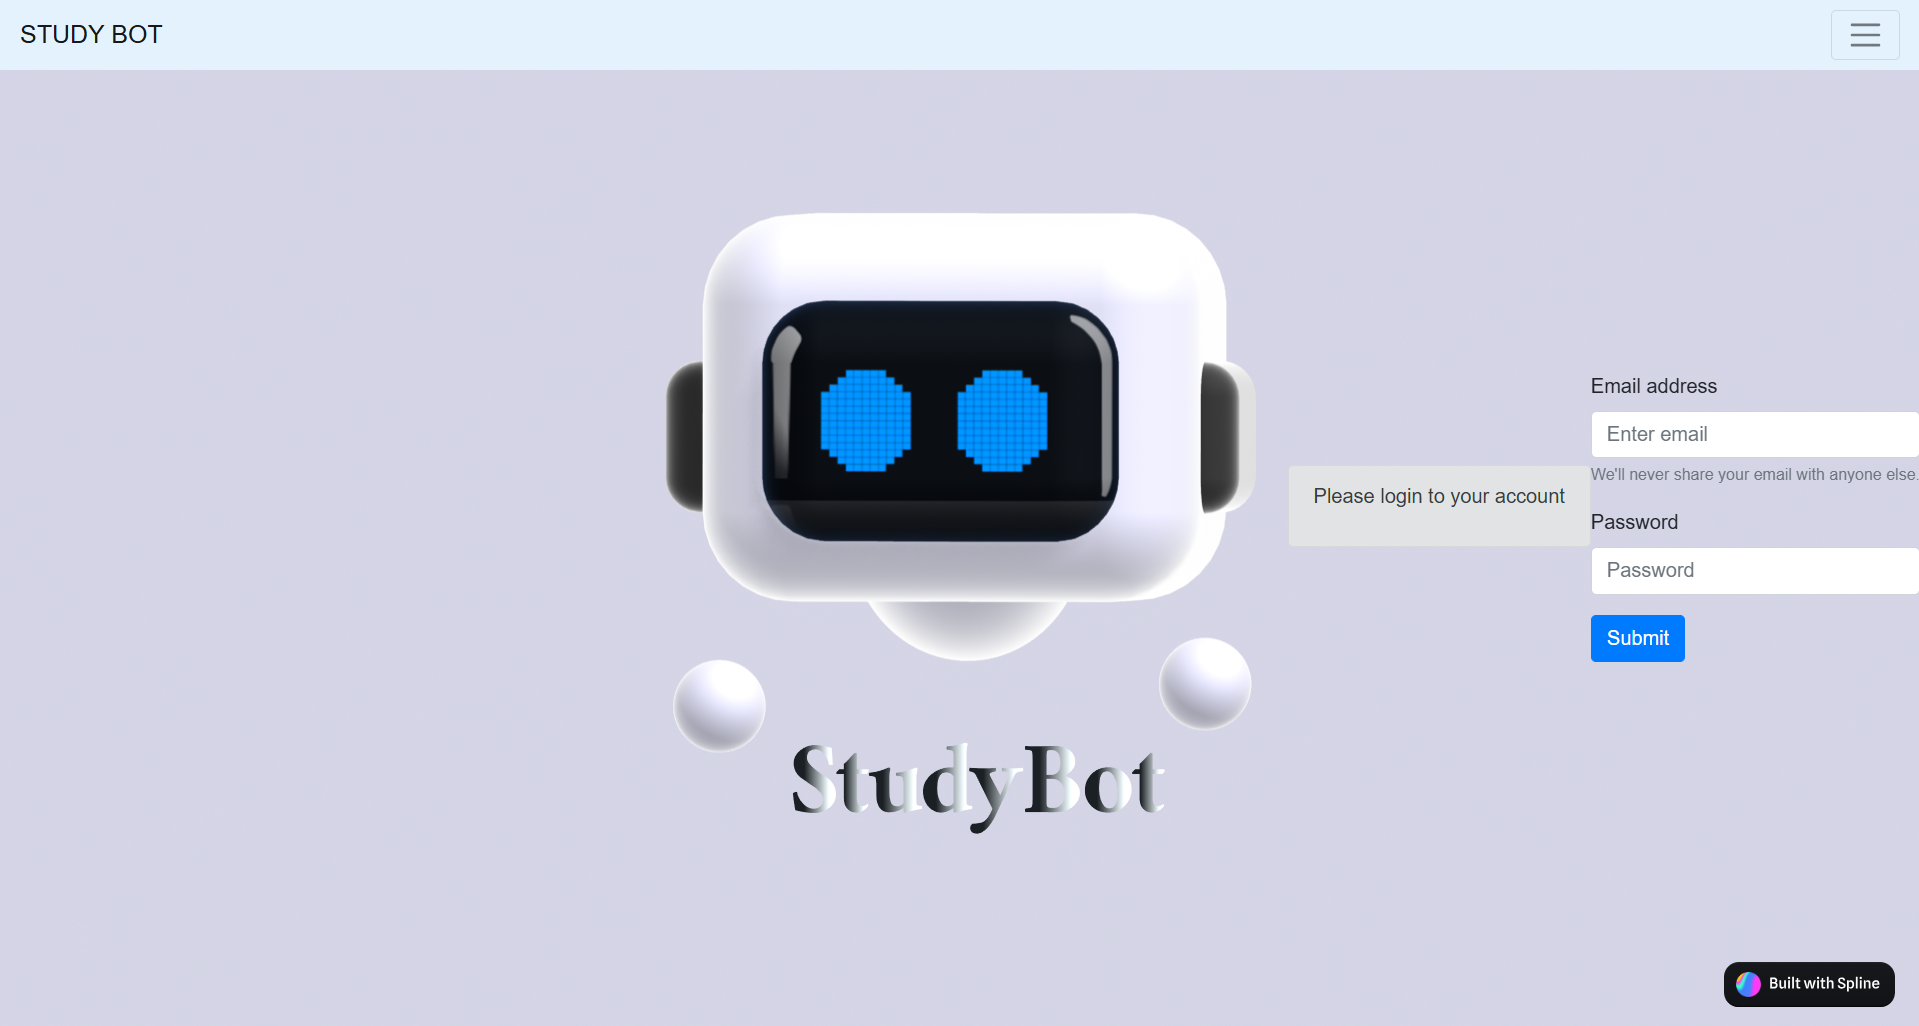 STUDY BOT
Email address
Enter email
We'll never share your email with anyone else.
Please login to your account
Password
Password
Submit
StudyBot
Built with Spline